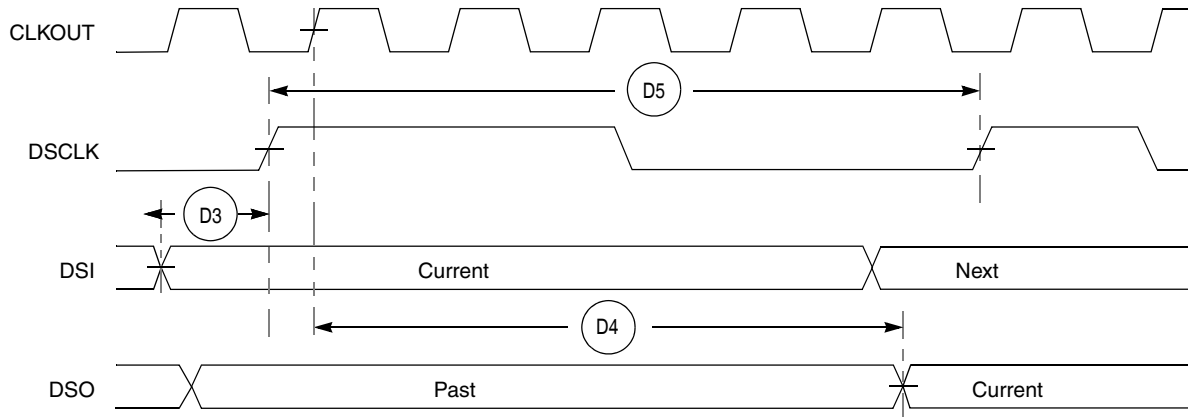 CLKOUT
D5
DSCLK
D3
DSI
Current
Next
D4
DSO
Past
Current